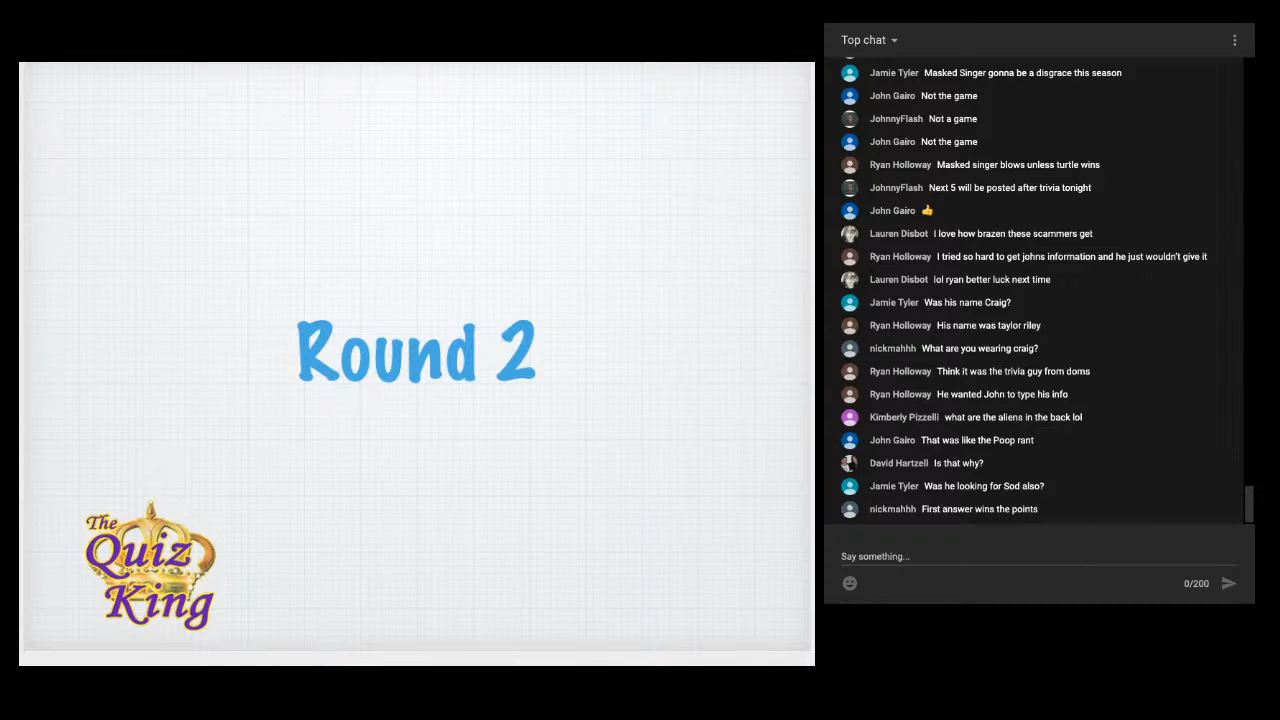 Round 2
The
Quiz
King
Top chat
Jamie Tyler Masked Singer gonna be a disgrace this season
John Gairo Not the game
JohnnyFlash Not a game
John Gairo Not the game
Ryan Holloway Masked singer blows unless turtle wins
JohnnyFlash Next 5 will be posted after trivia tonight
John Gairo 👍
Lauren Disbot I love how brazen these scammers get
Ryan Holloway I tried so hard to get johns information and he just wouldn't give it
Lauren Disbot lol ryan better luck next time
Jamie Tyler Was his name Craig?
Ryan Holloway His name was taylor riley
nickmahhh What are you wearing craig?
Ryan Holloway Think it was the trivia guy from doms
Ryan Holloway He wanted John to type his info
Kimberly Pizzelli what are the aliens in the back lol
John Gairo That was like the Poop rant
David Hartzell Is that why?
Jamie Tyler Was he looking for Sod also?
nickmahhh First answer wins the points
Say something...
0/200